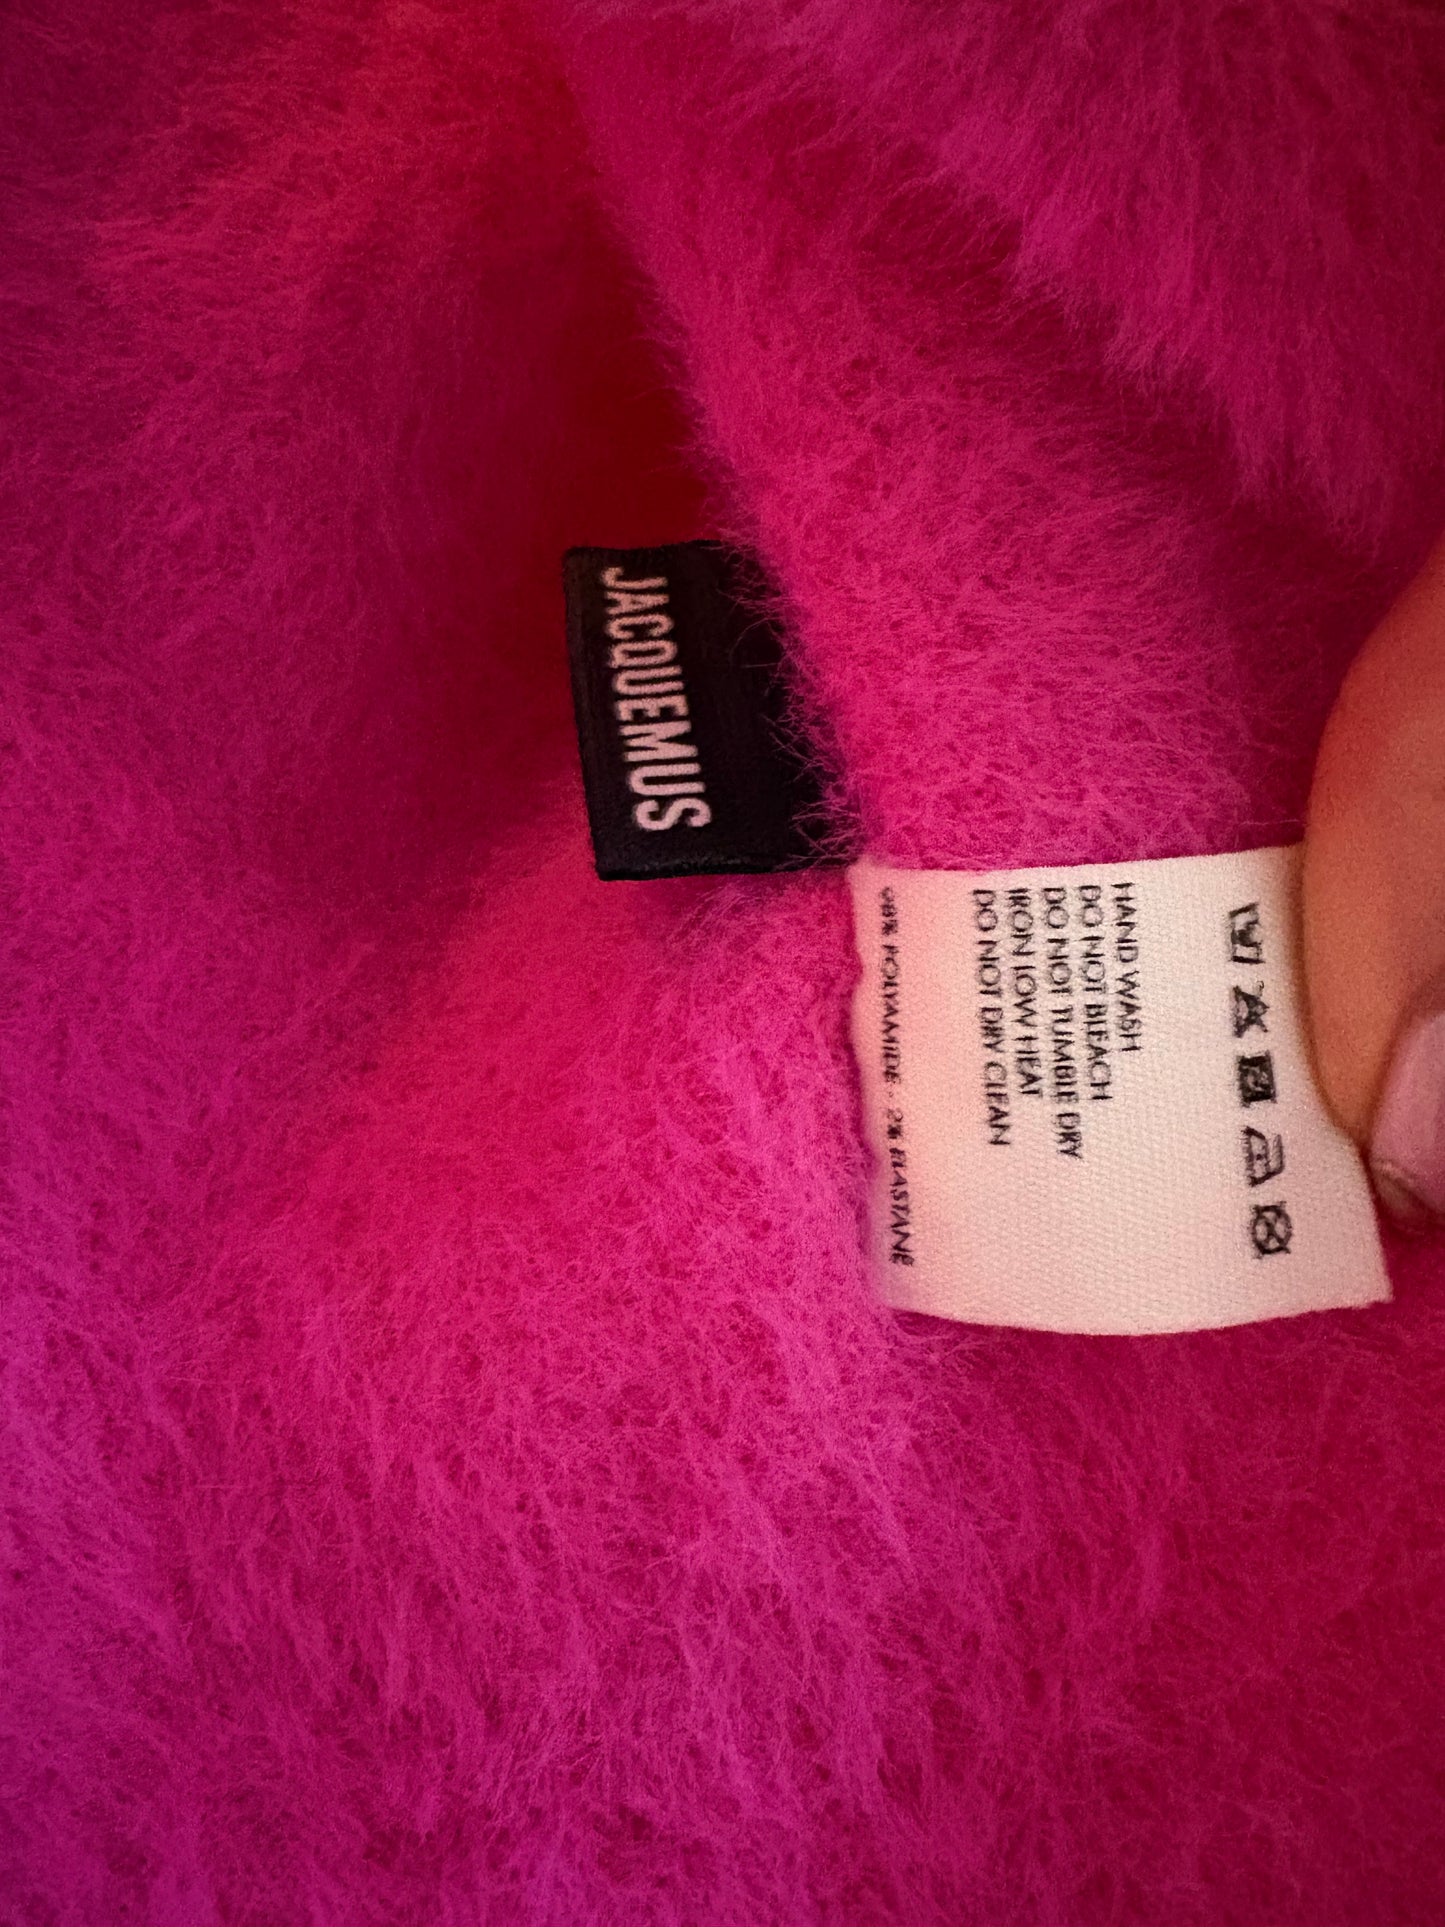 JACQUEMUS
HAND WASH
DO NOT BLEACH
DO NOT TUMBLE DRY
IRON LOW HEAT
DO NOT DRY CLEAN
98% POLYAMIDE - 2% ELASTANE